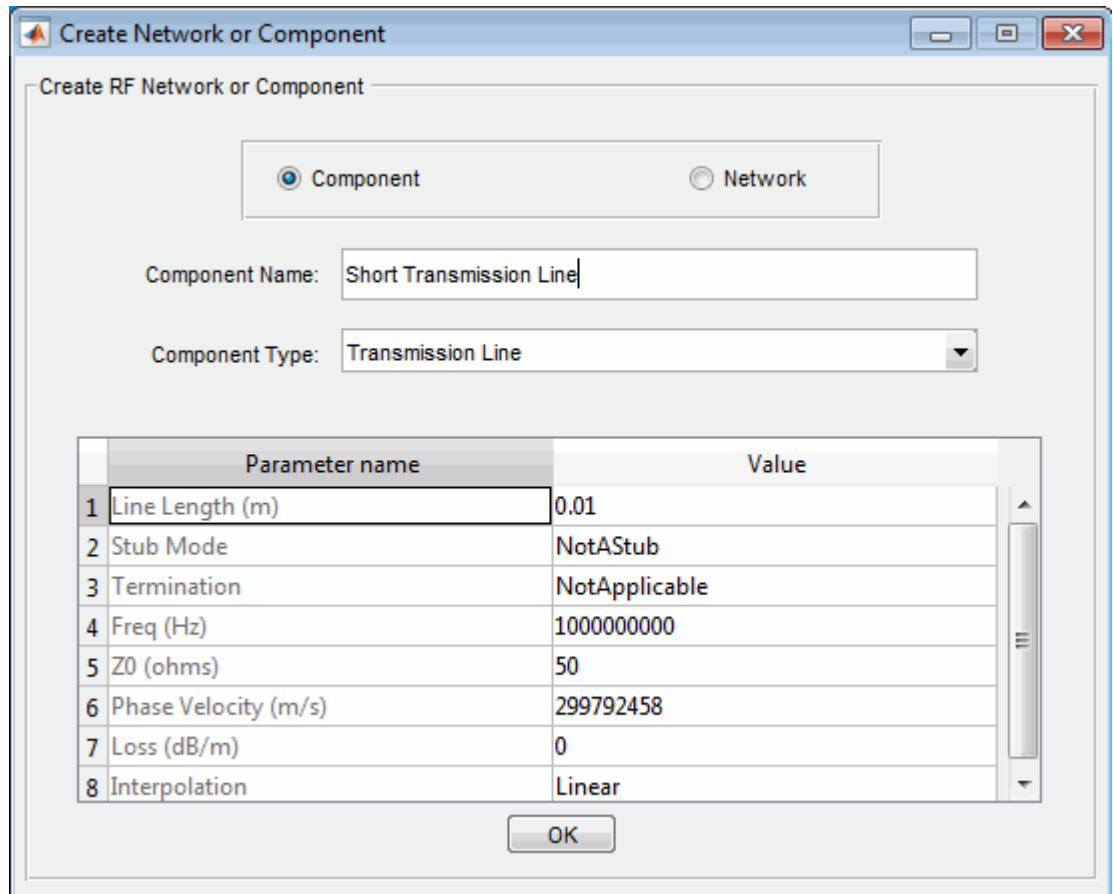 Create Network or Component
Create RF Network or Component
Component Network
Component Name: Short Transmission Line
Component Type: Transmission Line
Parameter name Value
1 Line Length (m) 0.01
2 Stub Mode NotAStub
3 Termination NotApplicable
4 Freq (Hz) 1000000000
5 Z0 (ohms) 50
6 Phase Velocity (m/s) 299792458
7 Loss (dB/m) 0
8 Interpolation Linear
OK